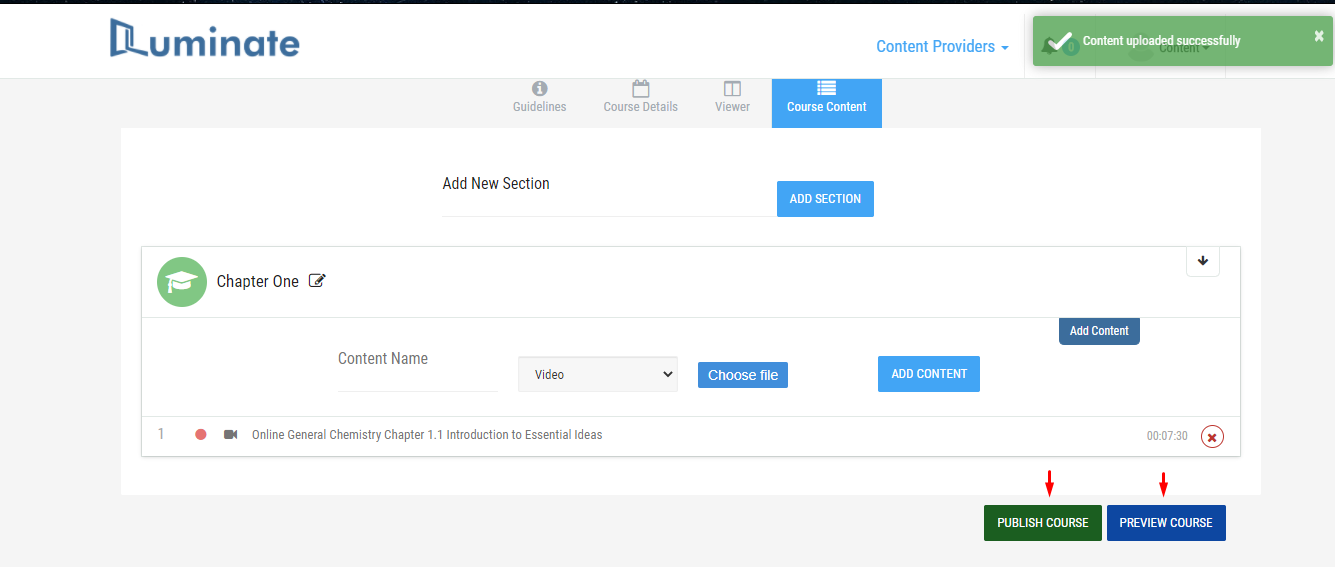 Luminate
Content Providers
0
Content
Content uploaded successfully
×
Guidelines
Course Details
Viewer
Course Content
Add New Section
ADD SECTION
Chapter One
Add Content
Content Name
Video
Choose file
ADD CONTENT
1
Online General Chemistry Chapter 1.1 Introduction to Essential Ideas
00:07:30
PUBLISH COURSE
PREVIEW COURSE